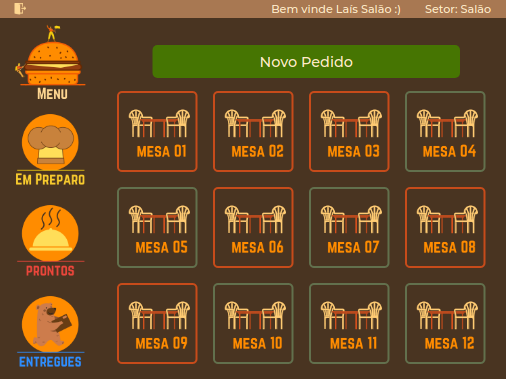 Bem vinde Laís Salão :) Setor: Salão
Novo Pedido
Menu
Em Preparo
PRONTOS
ENTREGUES
MESA 01 MESA 02 MESA 03 MESA 04
MESA 05 MESA 06 MESA 07 MESA 08
MESA 09 MESA 10 MESA 11 MESA 12